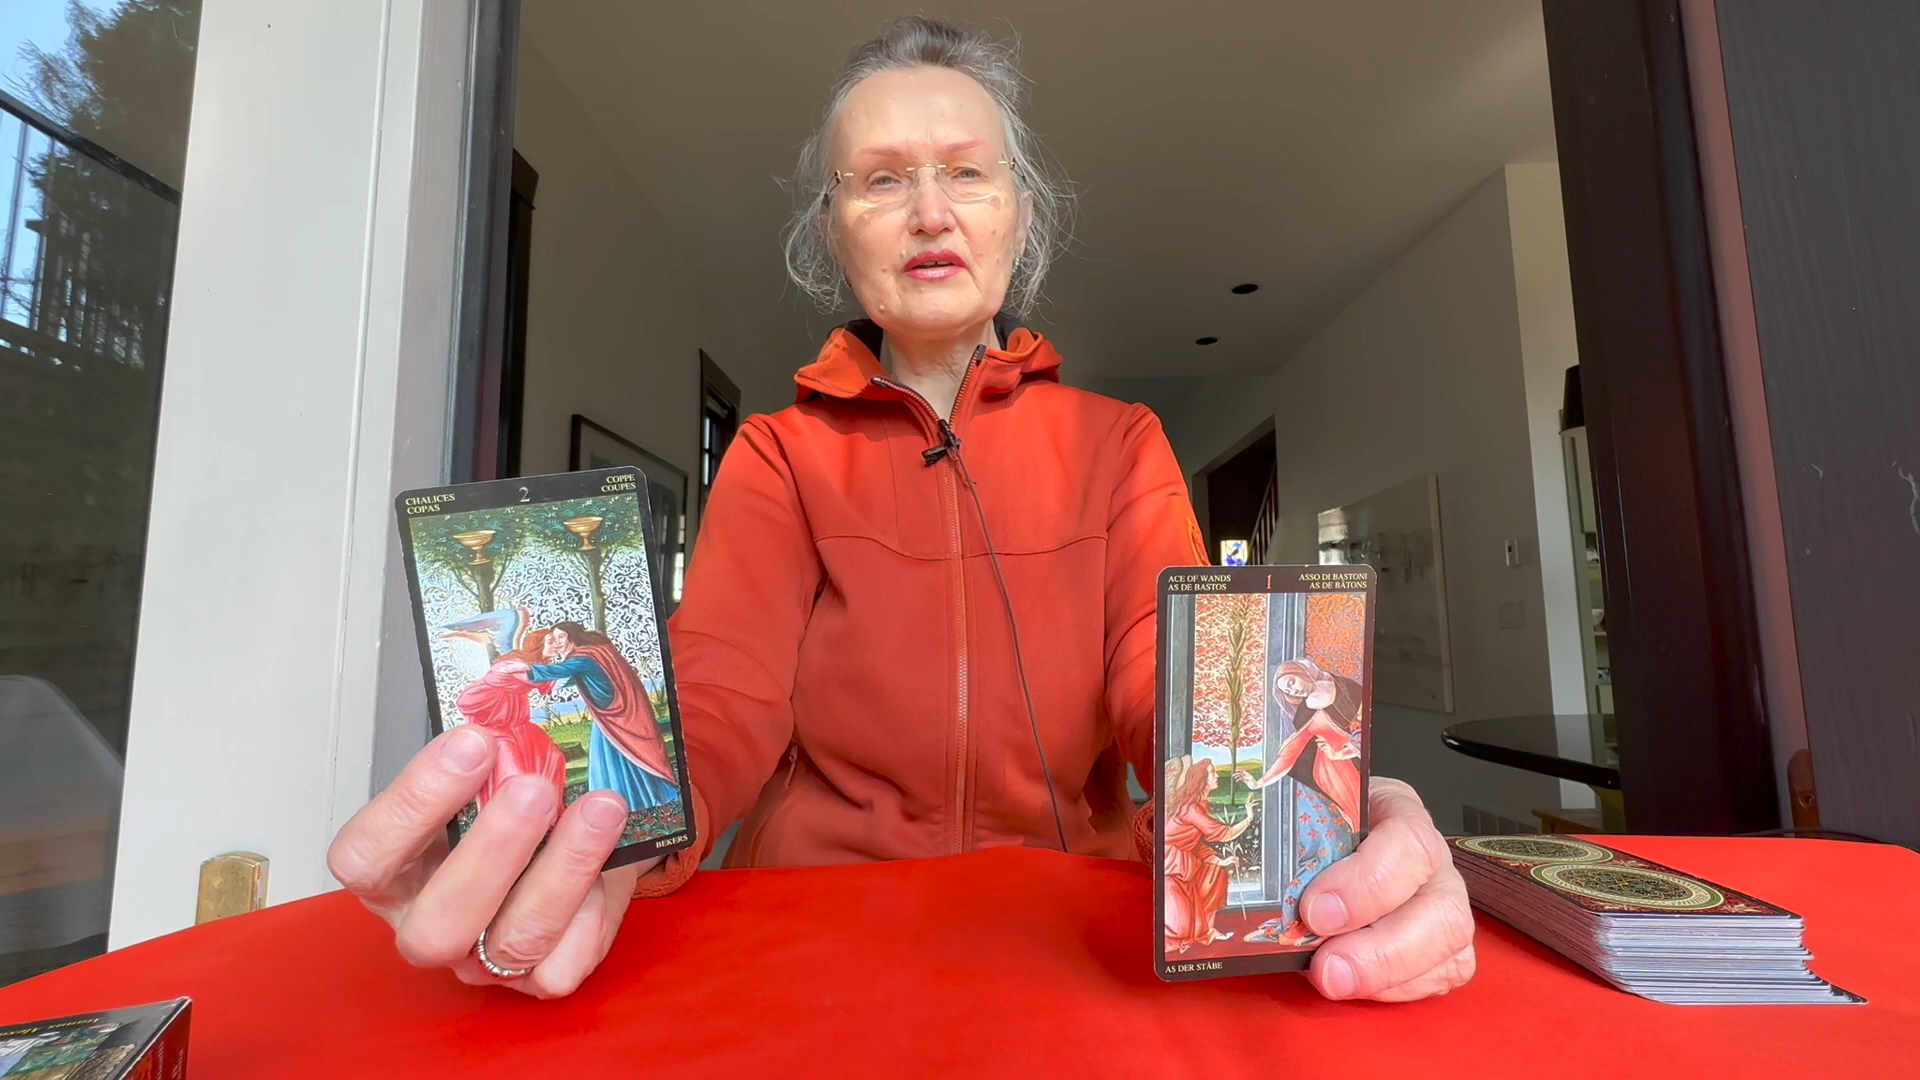 CHALICES
COPAS
2
COPPE
COUPES
BEKERS
ACE OF WANDS
AS DE BASTOS
1
ASSO DI BASTONI
AS DE BÂTONS
AS DER STÄBE